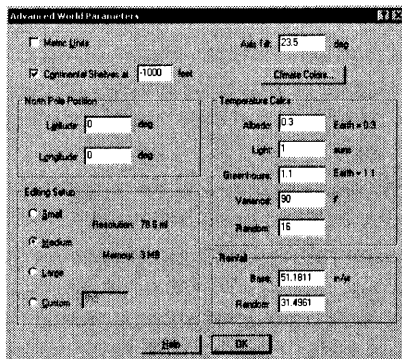 Advanced World Parameters
Metric Units
Continental Shelves at -1000 feet
Axis Tilt: 23.5 deg
Climate Colors...
North Pole Position
Latitude: 0 deg
Longitude: 0 deg
Temperature Calcs
Albedo: 0.3 Earth = 0.3
Light: 1 suns
Greenhouse: 1.1 Earth = 1.1
Variance: 90 F
Random: 16
Editing Setup
Small
Medium
Large
Custom
Resolution: 78.6 mi
Memory: 3 MB
Rainfall
Base: 51.1811 in/yr
Random: 31.4961
Help
OK